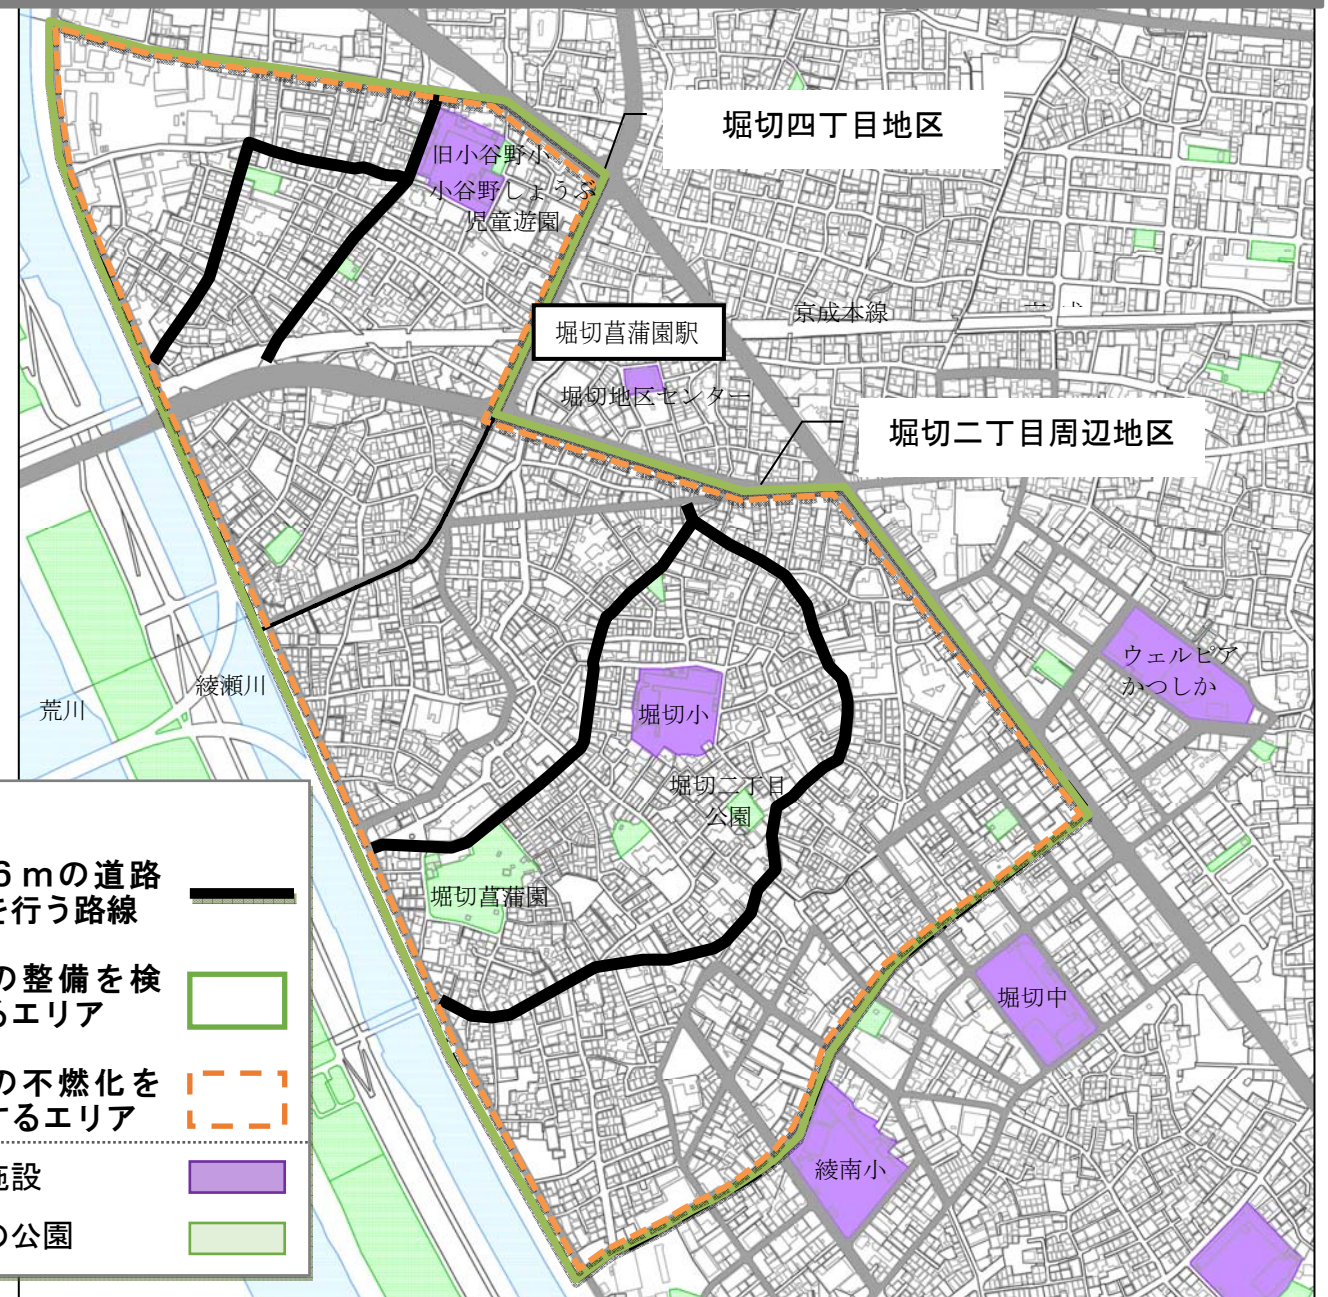 堀切四丁目地区
旧小谷野小
小谷野しょうぶ
児童遊園
京成本線
堀切菖蒲園駅
堀切地区センター
堀切二丁目周辺地区
ウェルピア
かつしか
綾瀬川
荒川
堀切小
堀切二丁目
公園
堀切菖蒲園
堀切中
綾南小
６ｍの道路
を行う路線
の整備を検
るエリア
の不燃化を
するエリア
施設
の公園